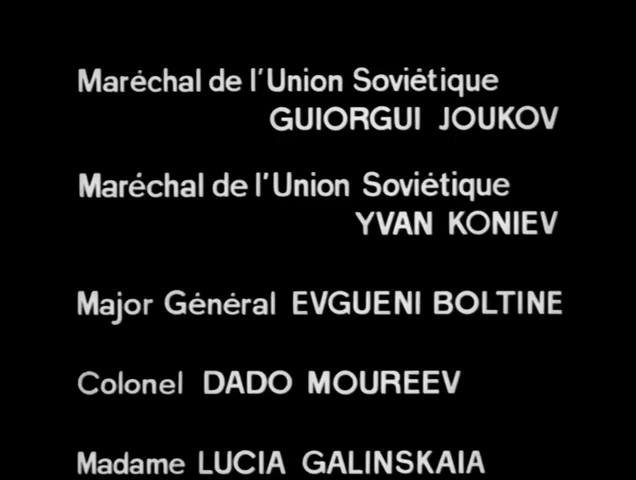 Maréchal de l'Union Soviétique
GUIORGUI JOUKOV
Maréchal de l'Union Soviétique
YVAN KONIEV
Major Général EVGUENI BOLTINE
Colonel DADO MOUREEV
Madame LUCIA GALINSKAIA